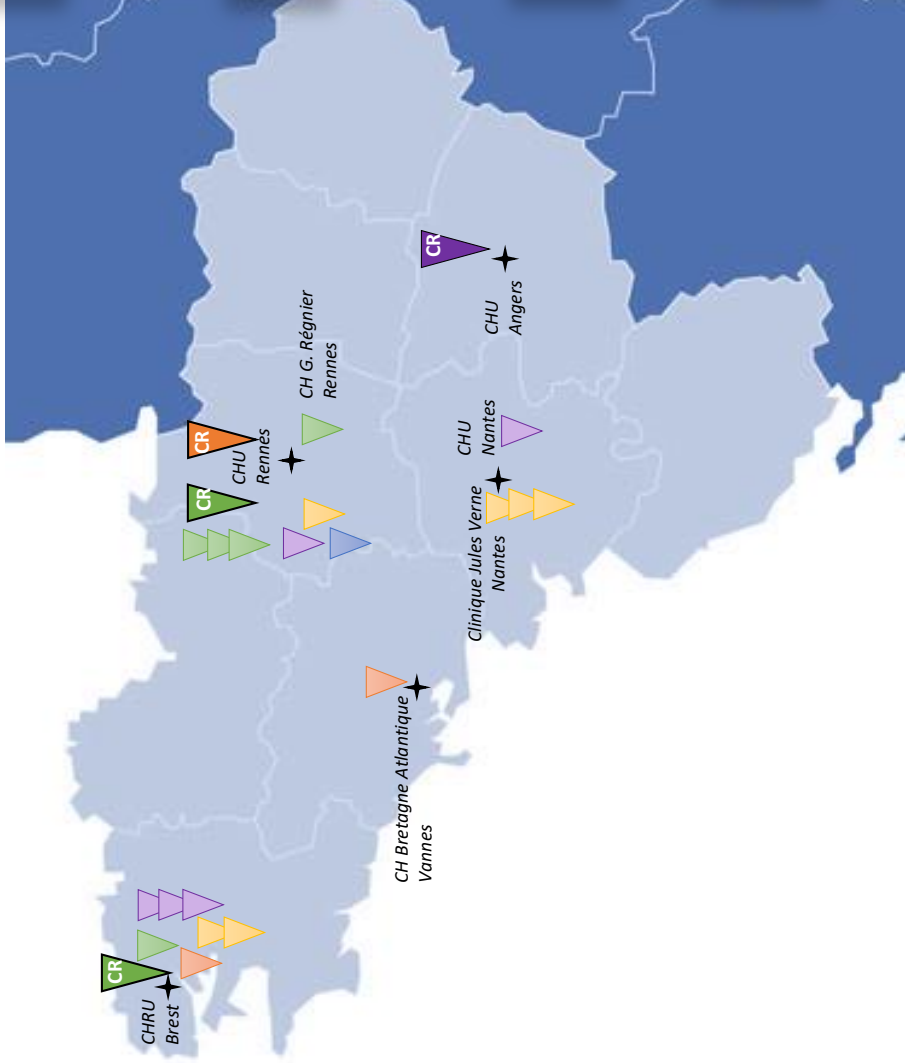 CR
CHRU
Brest
CH Bretagne Atlantique
Vannes
CR
CR
CHU
Rennes
CH G. Régnier
Rennes
Clinique Jules Verne
Nantes
CHU
Nantes
CR
CHU
Angers